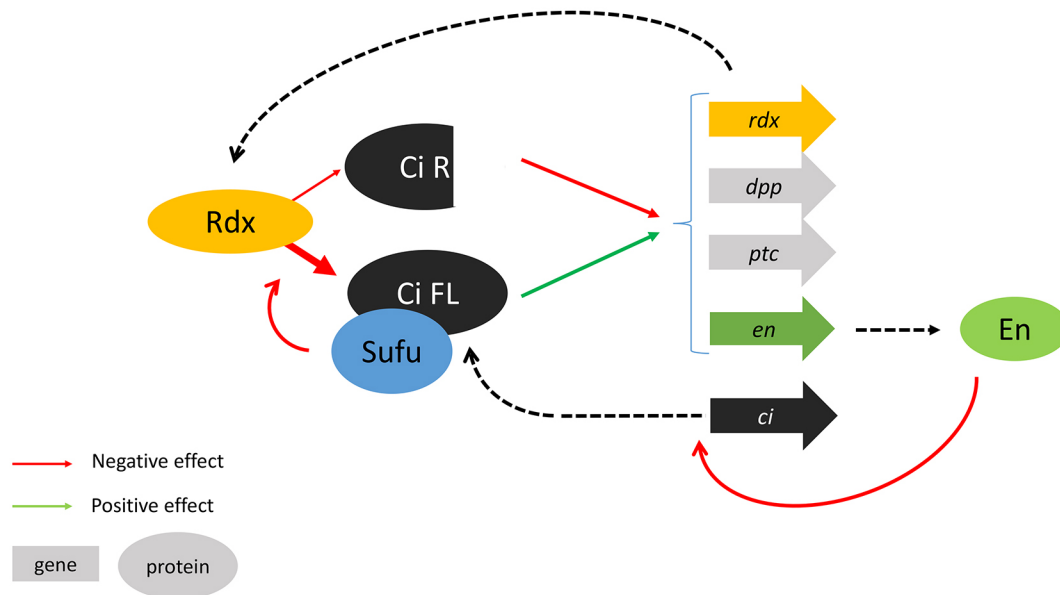 rdx
Ci R
dpp
Rdx
ptc
Ci FL
en
En
Sufu
ci
Negative effect
Positive effect
gene
protein